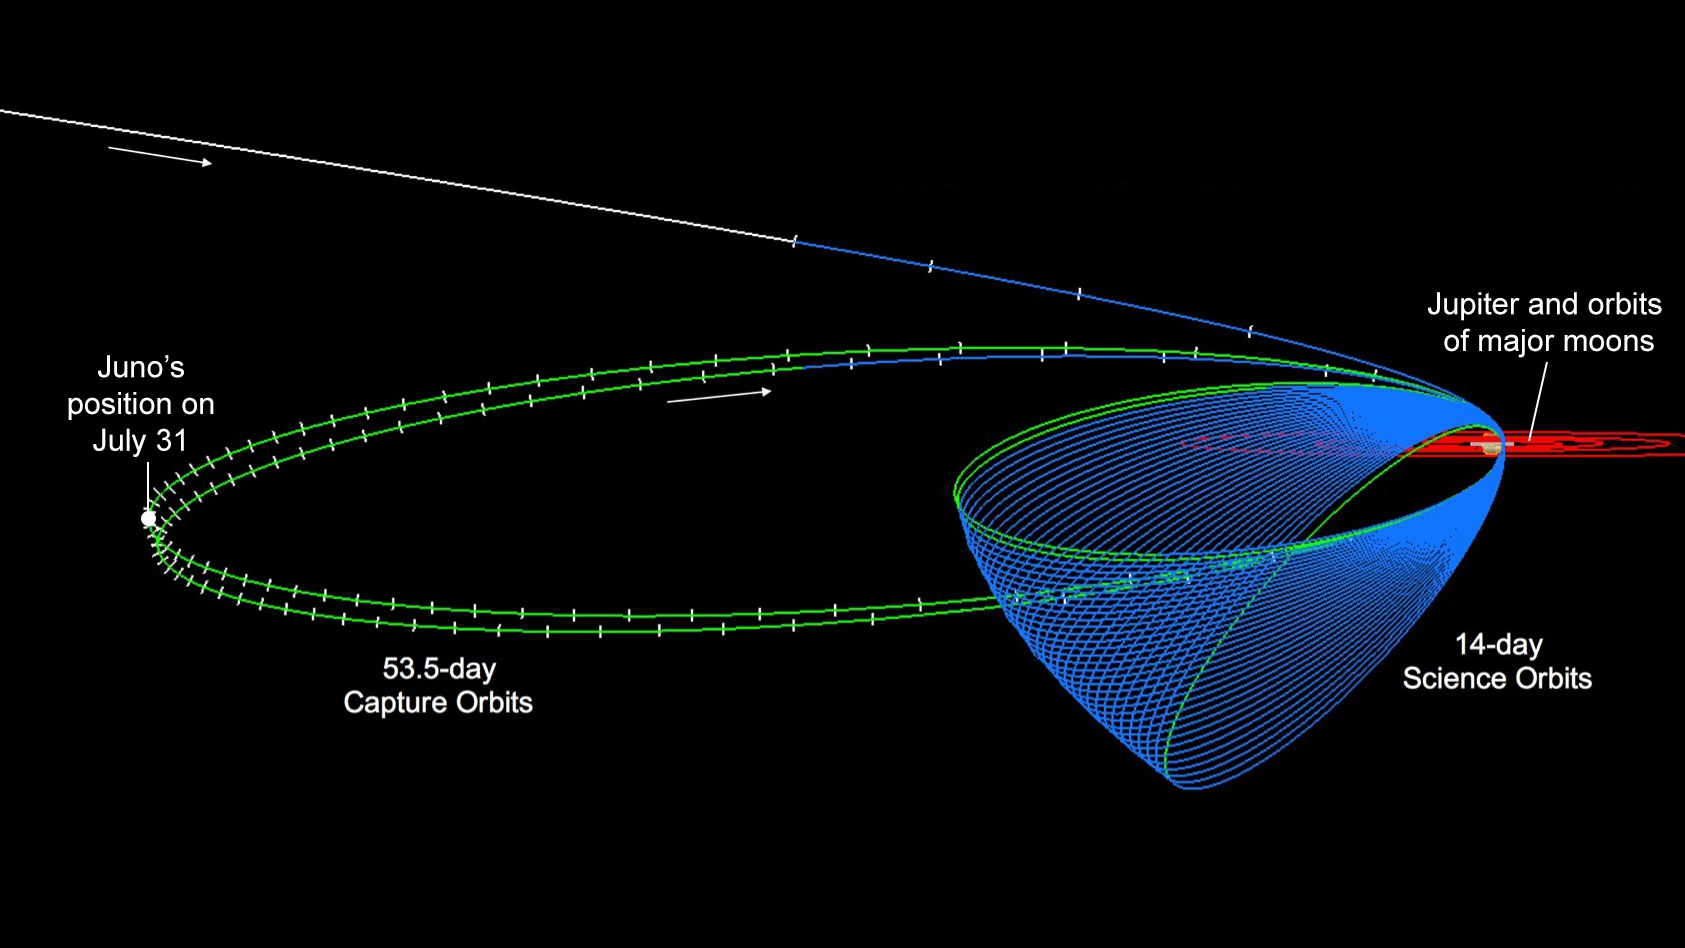 Jupiter and orbits
of major moons
Juno’s
position on
July 31
14-day
Science Orbits
53.5-day
Capture Orbits